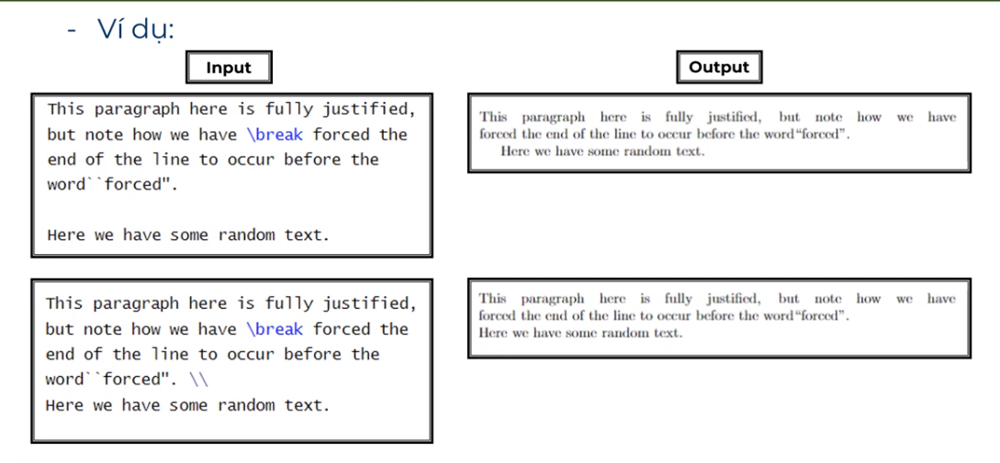 - Ví dụ:
Input
Output
This paragraph here is fully justified,
but note how we have \break forced the
end of the line to occur before the
word``forced".
Here we have some random text.
This paragraph here is fully justified, but note how we have
forced the end of the line to occur before the word“forced”.
Here we have some random text.
This paragraph here is fully justified,
but note how we have \break forced the
end of the line to occur before the
word``forced". \\
Here we have some random text.
This paragraph here is fully justified, but note how we have
forced the end of the line to occur before the word“forced”.
Here we have some random text.